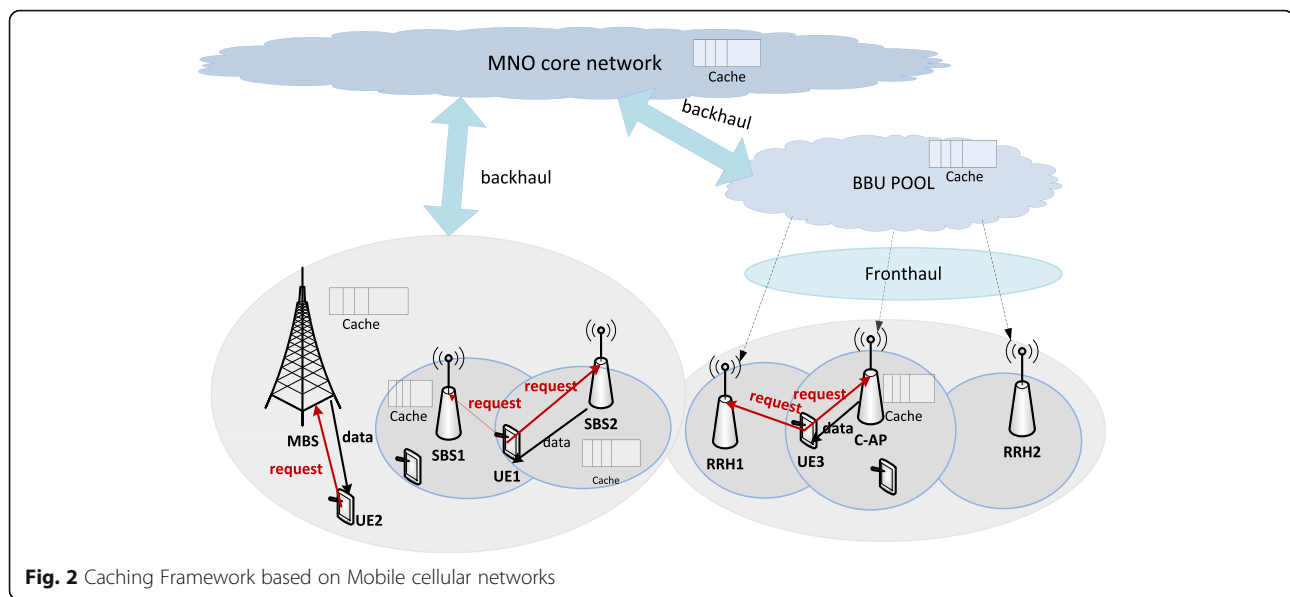 MNO core network
Cache
backhaul
backhaul
Cache
BBU POOL
Fronthaul
Cache
MBS
data
request
UE2
Cache
SBS1
request
request
UE1
data
SBS2
Cache
request
request
RRH1
UE3
data
C-AP
Cache
RRH2
Fig. 2 Caching Framework based on Mobile cellular networks